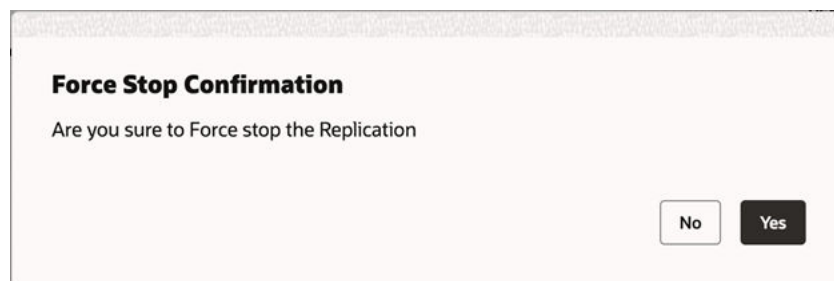 Force Stop Confirmation
Are you sure to Force stop the Replication
No Yes